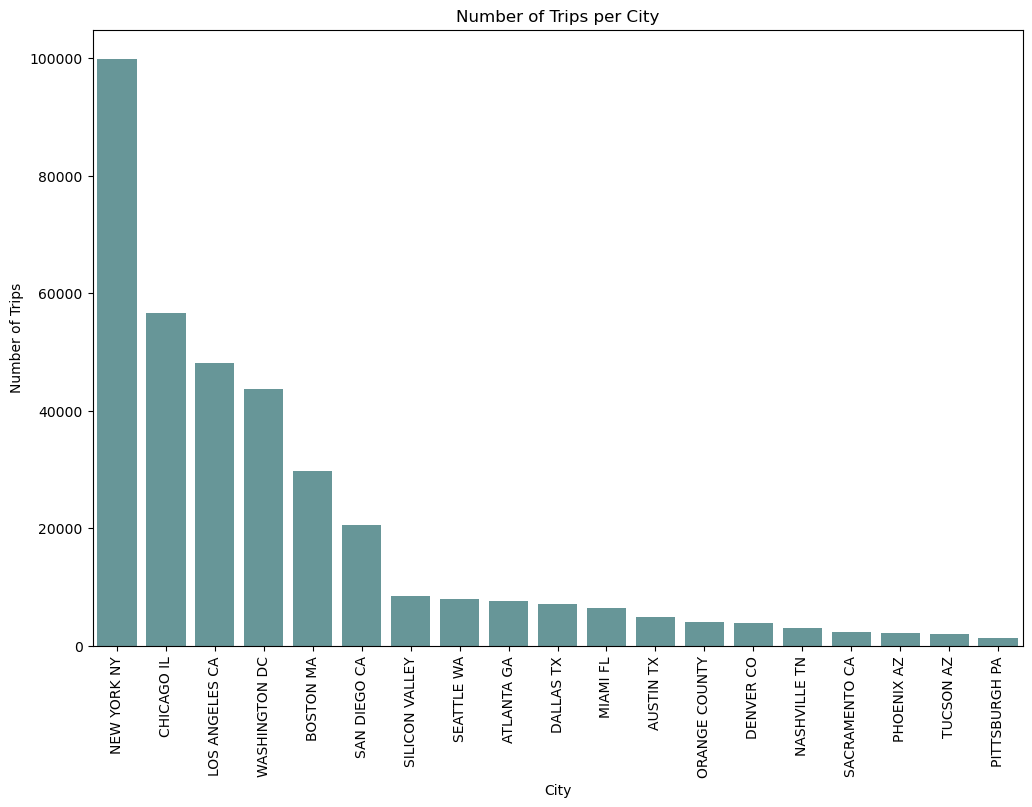 Number of Trips per City
Number of Trips
100000
80000
60000
40000
20000
0
NEW YORK NY
CHICAGO IL
LOS ANGELES CA
WASHINGTON DC
BOSTON MA
SAN DIEGO CA
SILICON VALLEY
SEATTLE WA
ATLANTA GA
DALLAS TX
MIAMI FL
AUSTIN TX
ORANGE COUNTY
DENVER CO
NASHVILLE TN
SACRAMENTO CA
PHOENIX AZ
TUCSON AZ
PITTSBURGH PA
City